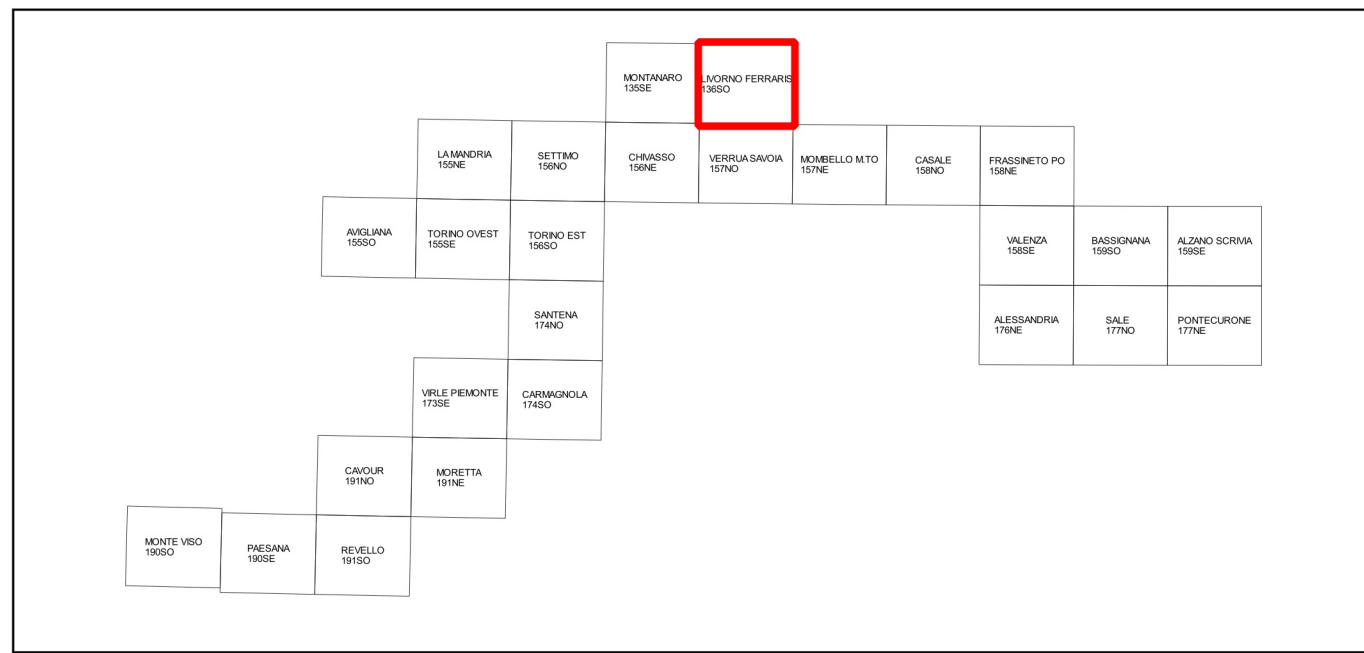 MONTANARO
135SE
LIVORNO FERRARIS
136SO
LA MANDRIA
155NE
SETTIMO
156NO
CHIVASSO
156NE
VERRUA SAVOIA
157NO
MOMBELLO M.TO
157NE
CASALE
158NO
FRASSINETO PO
158NE
AVIGLIANA
155SO
TORINO OVEST
155SE
TORINO EST
156SO
VALENZA
158SE
BASSIGNANA
159SO
ALZANO SCRIVIA
159SE
SANTENA
174NO
ALESSANDRIA
176NE
SALE
177NO
PONTECURONE
177NE
VIRLE PIEMONTE
173SE
CARMAGNOLA
174SO
CAVOUR
191NO
MORETTA
191NE
MONTE VISO
190SO
PAESANA
190SE
REVELLO
191SO